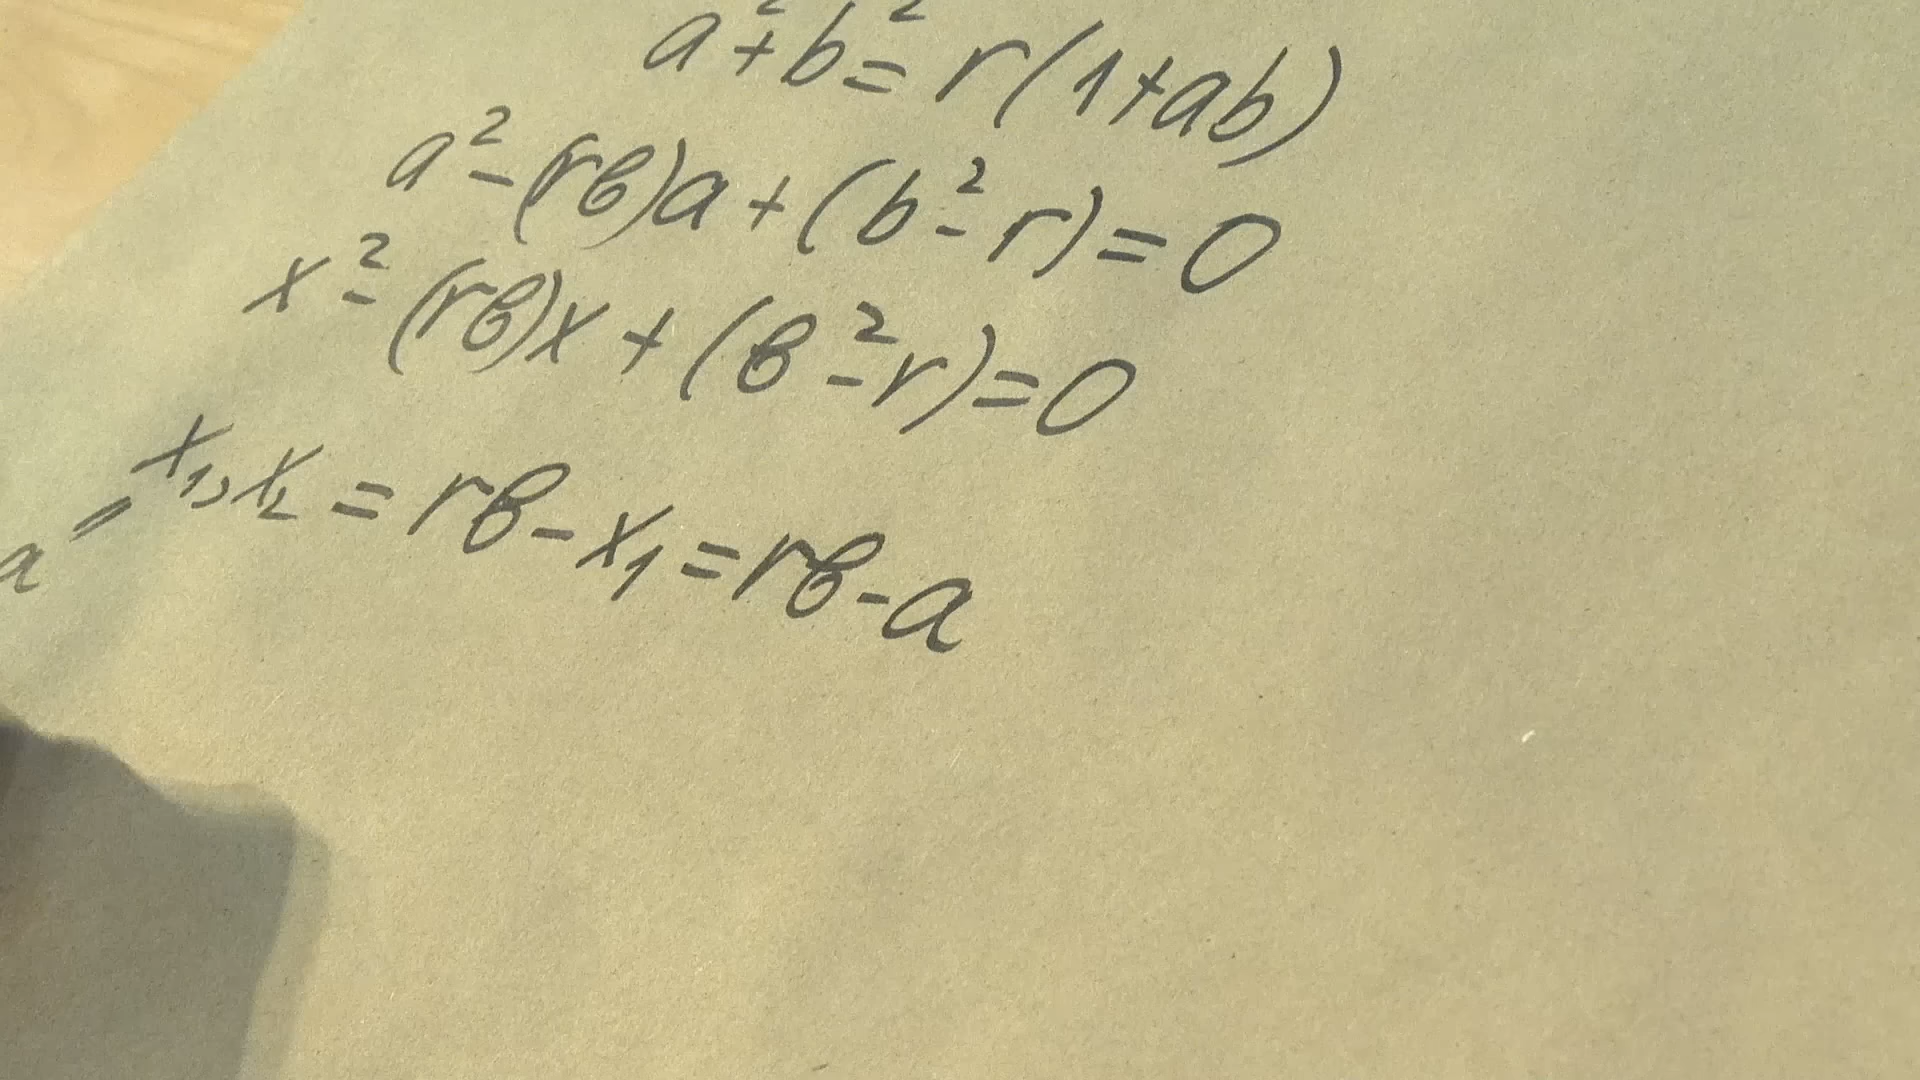 a²+b²=r(1+ab)
a²-(rb)a+(b²-r)=0
x²-(rb)x+(b²-r)=0
x₁,x₂=rb-x₁=rb-a
"
a